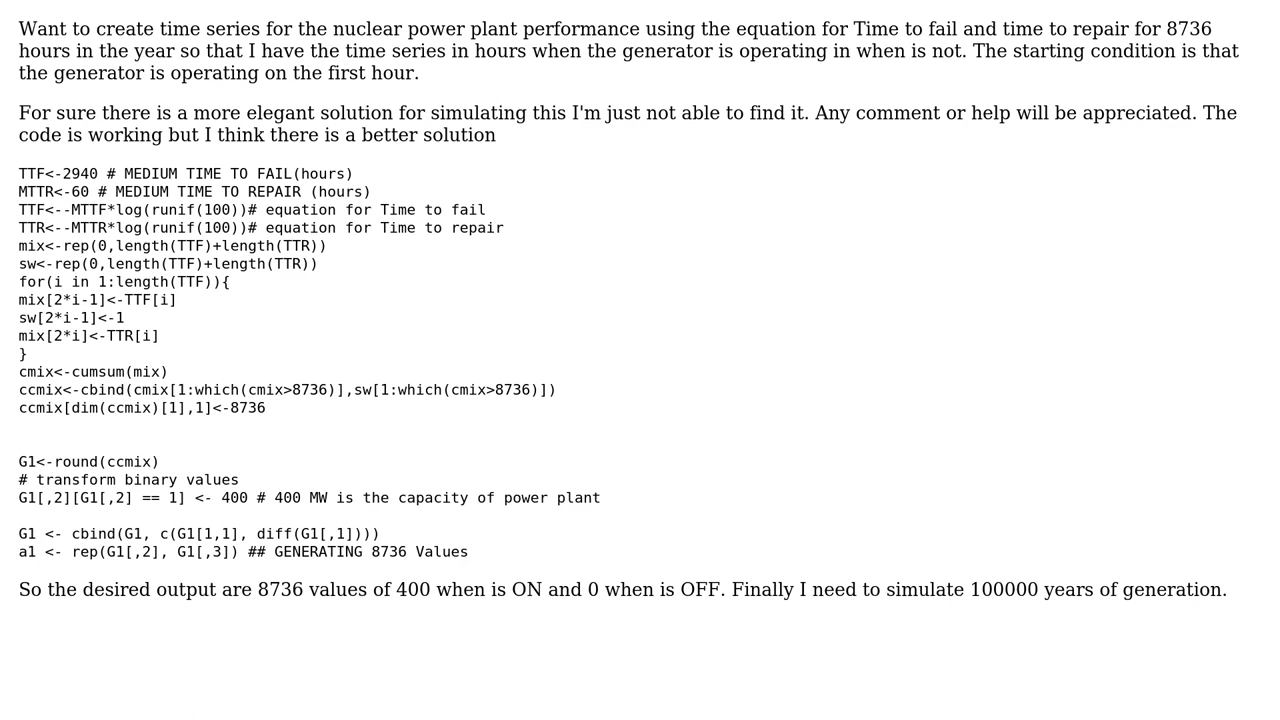 Want to create time series for the nuclear power plant performance using the equation for Time to fail and time to repair for 8736
hours in the year so that I have the time series in hours when the generator is operating in when is not. The starting condition is that
the generator is operating on the first hour.
For sure there is a more elegant solution for simulating this I'm just not able to find it. Any comment or help will be appreciated. The
code is working but I think there is a better solution
TTF<-2940 # MEDIUM TIME TO FAIL(hours)
MTTR<-60 # MEDIUM TIME TO REPAIR (hours)
TTF<--MTTF*log(runif(100))# equation for Time to fail
TTR<--MTTR*log(runif(100))# equation for Time to repair
mix<-rep(0,length(TTF)+length(TTR))
sw<-rep(0,length(TTF)+length(TTR))
for(i in 1:length(TTF)){
mix[2*i-1]<-TTF[i]
sw[2*i-1]<-1
mix[2*i]<-TTR[i]
}
cmix<-cumsum(mix)
ccmix<-cbind(cmix[1:which(cmix>8736)],sw[1:which(cmix>8736)])
ccmix[dim(ccmix)[1],1]<-8736
G1<-round(ccmix)
# transform binary values
G1[,2][G1[,2] == 1] <- 400 # 400 MW is the capacity of power plant
G1 <- cbind(G1, c(G1[1,1], diff(G1[,1])))
a1 <- rep(G1[,2], G1[,3]) ## GENERATING 8736 Values
So the desired output are 8736 values of 400 when is ON and 0 when is OFF. Finally I need to simulate 100000 years of generation.